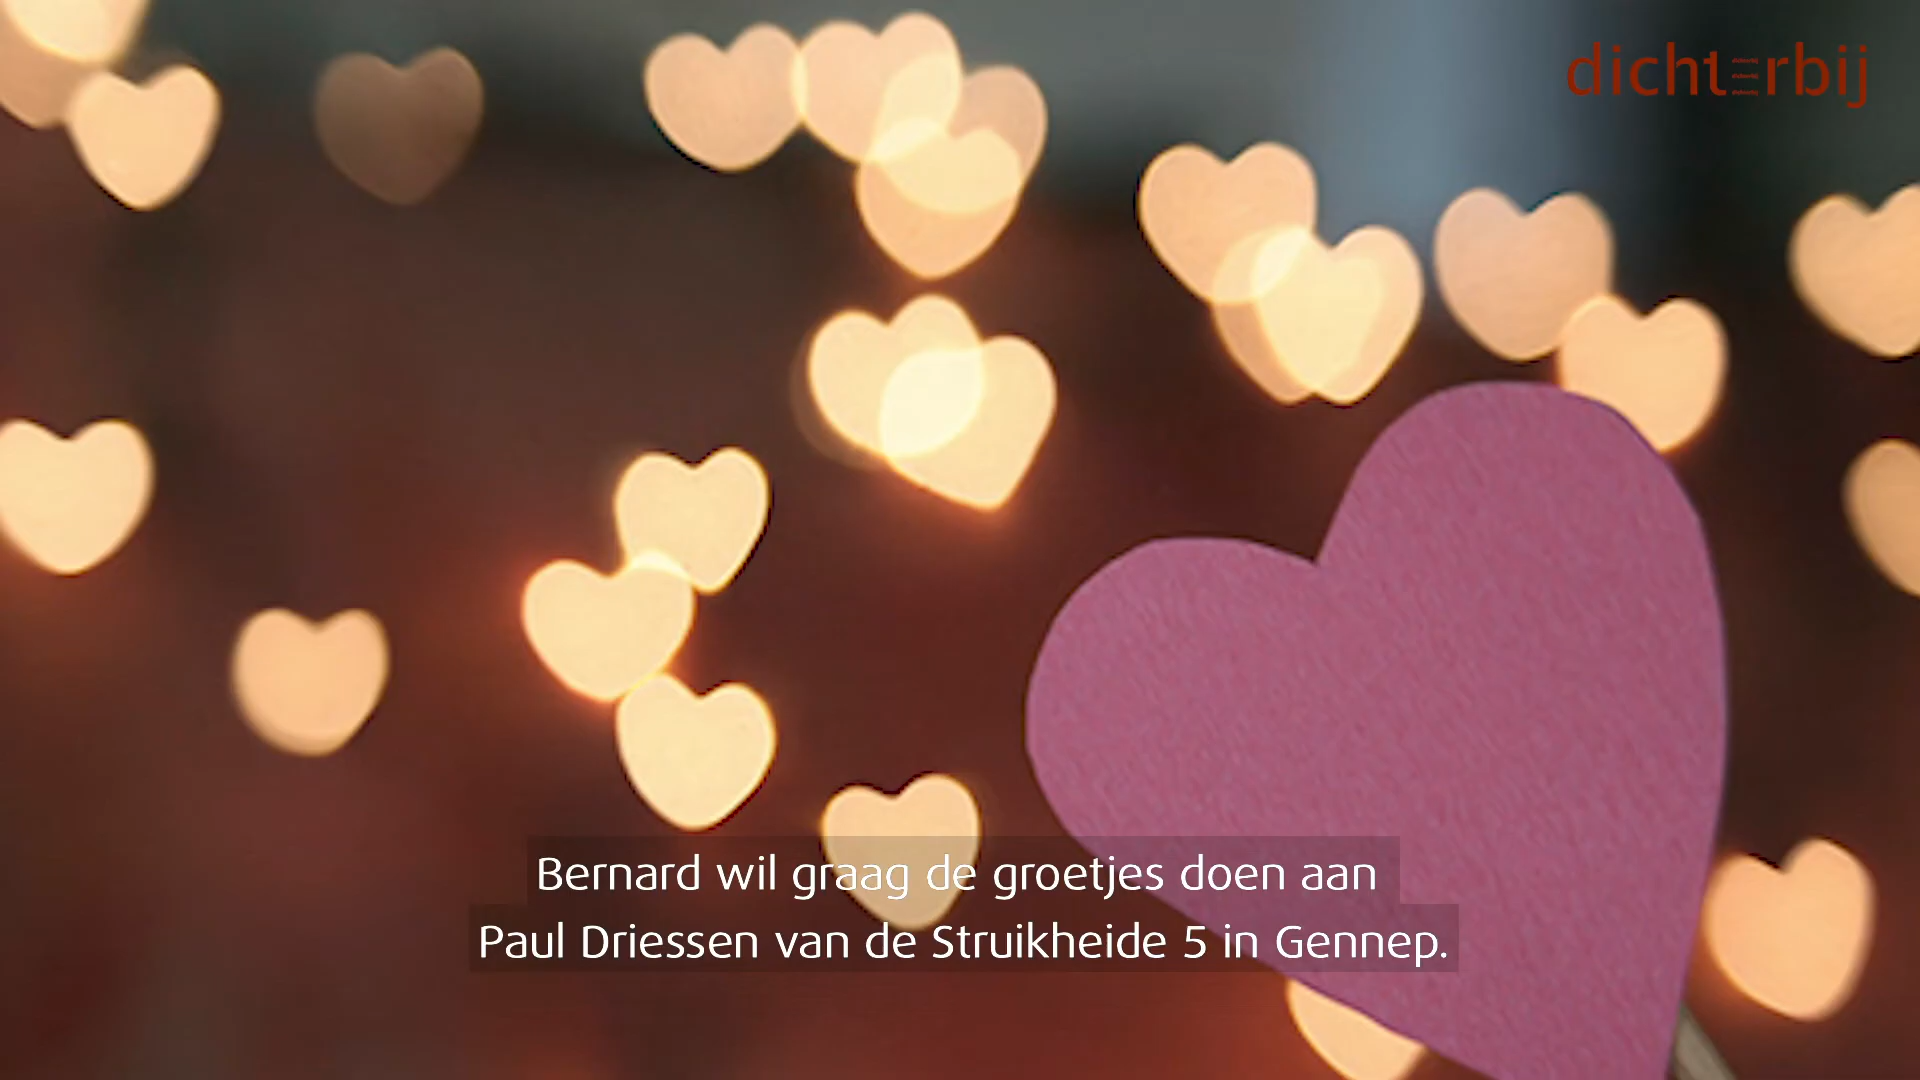 dichterbij
Bernard wil graag de groetjes doen aan
Paul Driessen van de Struikheide 5 in Gennep.